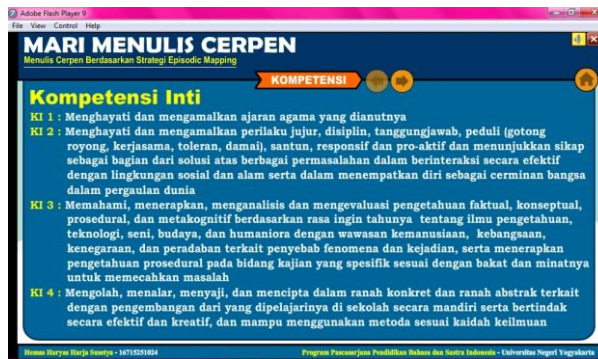 Adobe Flash Player 9
File View Control Help
MARI MENULIS CERPEN
Menulis Cerpen Berdasarkan Strategi Episodic Mapping
KOMPETENSI
Kompetensi Inti
KI 1 : Menghayati dan mengamalkan ajaran agama yang dianutnya
KI 2 : Menghayati dan mengamalkan perilaku jujur, disiplin, tanggungjawab, peduli (gotong
royong, kerjasama, toleran, damai), santun, responsif dan pro-aktif dan menunjukkan sikap
sebagai bagian dari solusi atas berbagai permasalahan dalam berinteraksi secara efektif
dengan lingkungan sosial dan alam serta dalam menempatkan diri sebagai cerminan bangsa
dalam pergaulan dunia
KI 3 : Memahami, menerapkan, menganalisis dan mengevaluasi pengetahuan faktual, konseptual,
prosedural, dan metakognitif berdasarkan rasa ingin tahunya tentang ilmu pengetahuan,
teknologi, seni, budaya, dan humaniora dengan wawasan kemanusiaan, kebangsaan,
kenegaraan, dan peradaban terkait penyebab fenomena dan kejadian, serta menerapkan
pengetahuan prosedural pada bidang kajian yang spesifik sesuai dengan bakat dan minatnya
untuk memecahkan masalah
KI 4 : Mengolah, menalar, menyaji, dan mencipta dalam ranah konkret dan ranah abstrak terkait
dengan pengembangan dari yang dipelajarinya di sekolah secara mandiri serta bertindak
secara efektif dan kreatif, dan mampu menggunakan metoda sesuai kaidah keilmuan
Hemas Haryas Harja Susetya - 16715251024
Program Pascasarjana Pendidikan Bahasa dan Sastra Indonesia - Universitas Negeri Yogyakarta